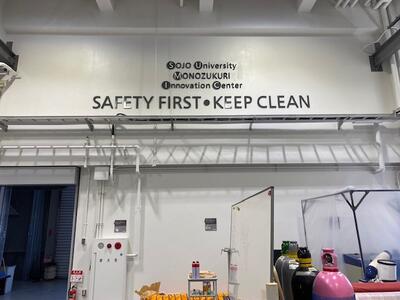 SOJO University
MONOZUKURI
Innovation Center
SAFETY FIRST●KEEP CLEAN